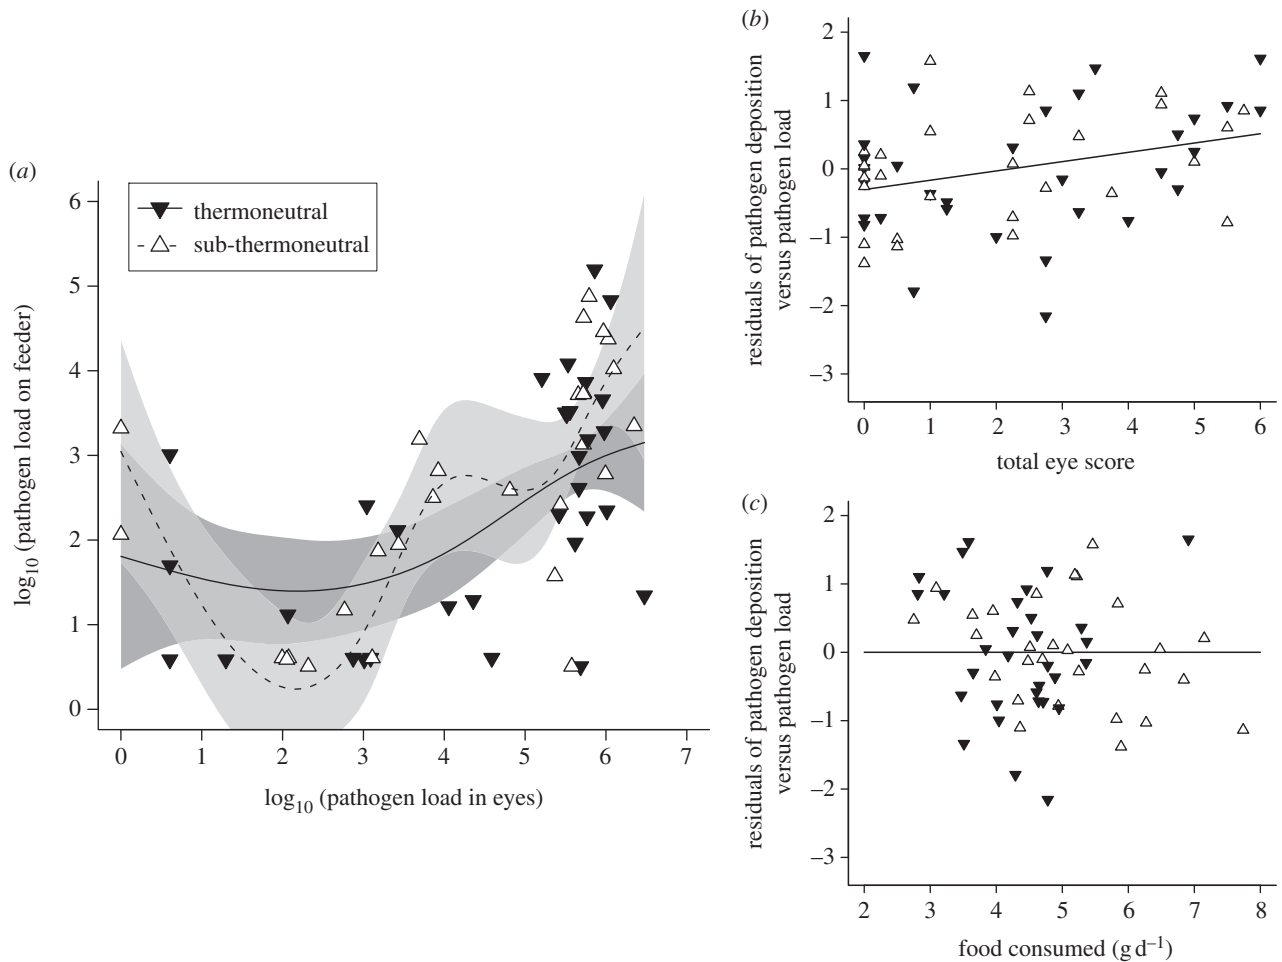 (a)
log10 (pathogen load on feeder)
6
5
4
3
2
1
0
thermoneutral
sub-thermoneutral
0 1 2 3 4 5 6 7
log10 (pathogen load in eyes)
(b)
residuals of pathogen deposition
versus pathogen load
2
1
0
–1
–2
–3
0 1 2 3 4 5 6
total eye score
(c)
residuals of pathogen deposition
versus pathogen load
2
1
0
–1
–2
–3
2 3 4 5 6 7 8
food consumed (g d–1)